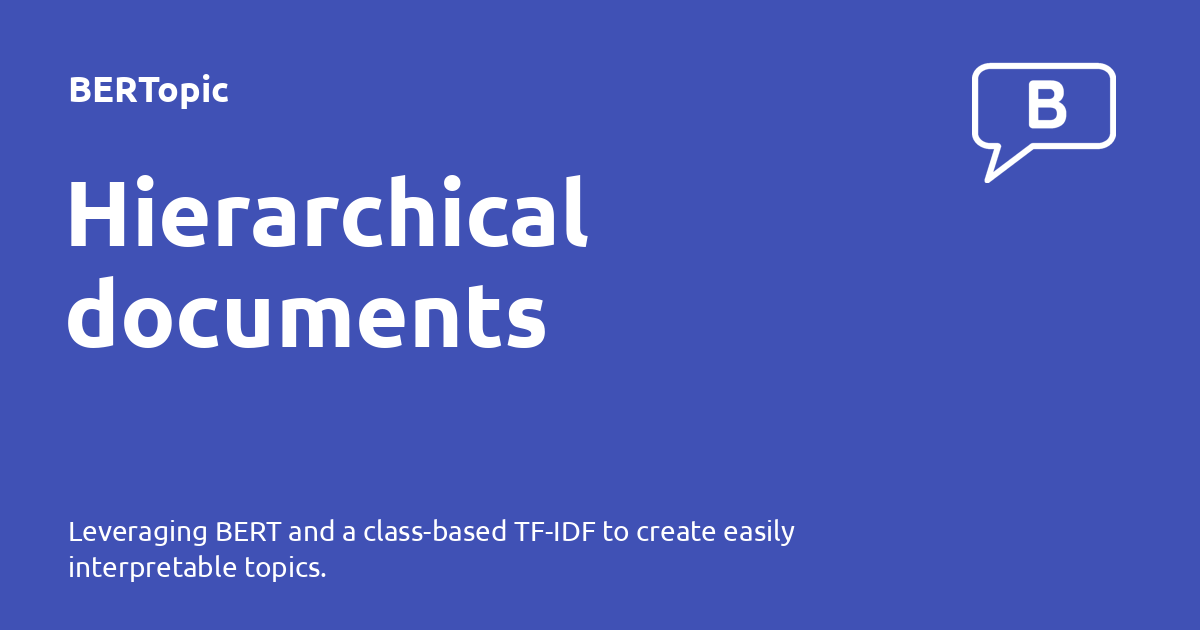 BERTopic
B
Hierarchical
documents
Leveraging BERT and a class-based TF-IDF to create easily
interpretable topics.